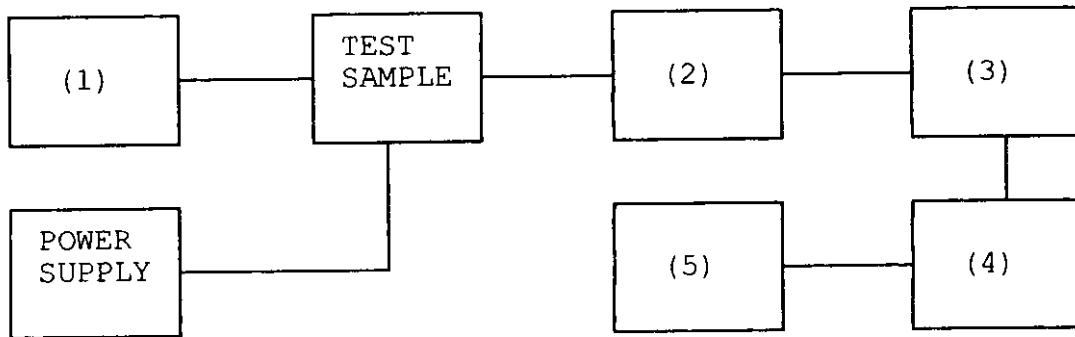 (1)
TEST
SAMPLE
(2)
(3)
POWER
SUPPLY
(5)
(4)